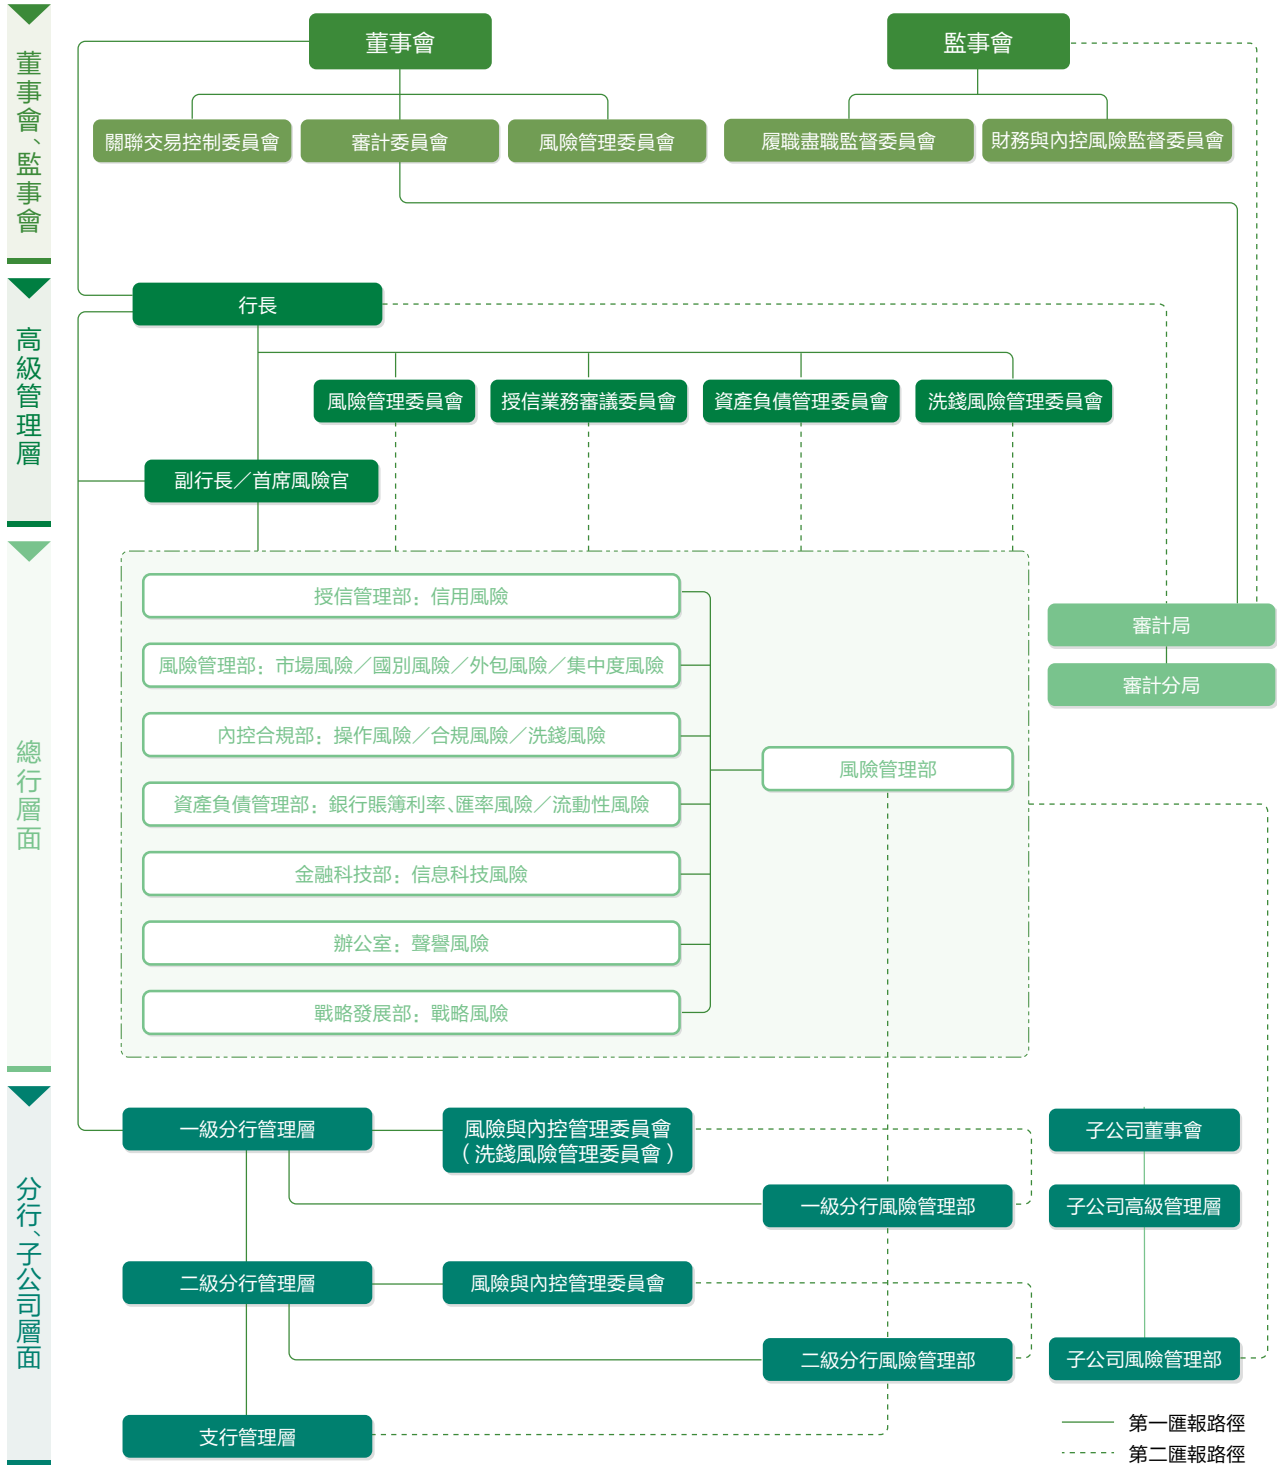 董事會、監事會
董事會
監事會
關聯交易控制委員會
審計委員會
風險管理委員會
履職盡職監督委員會
財務與內控風險監督委員會
高級管理層
行長
風險管理委員會
授信業務審議委員會
資產負債管理委員會
洗錢風險管理委員會
副行長／首席風險官
總行層面
授信管理部：信用風險
風險管理部：市場風險／國別風險／外包風險／集中度風險
內控合規部：操作風險／合規風險／洗錢風險
資產負債管理部：銀行賬簿利率、匯率風險／流動性風險
金融科技部：信息科技風險
辦公室：聲譽風險
戰略發展部：戰略風險
風險管理部
審計局
審計分局
分行、子公司層面
一級分行管理層
風險與內控管理委員會
（洗錢風險管理委員會）
子公司董事會
一級分行風險管理部
子公司高級管理層
二級分行管理層
風險與內控管理委員會
二級分行風險管理部
子公司風險管理部
支行管理層
第一匯報路徑
第二匯報路徑